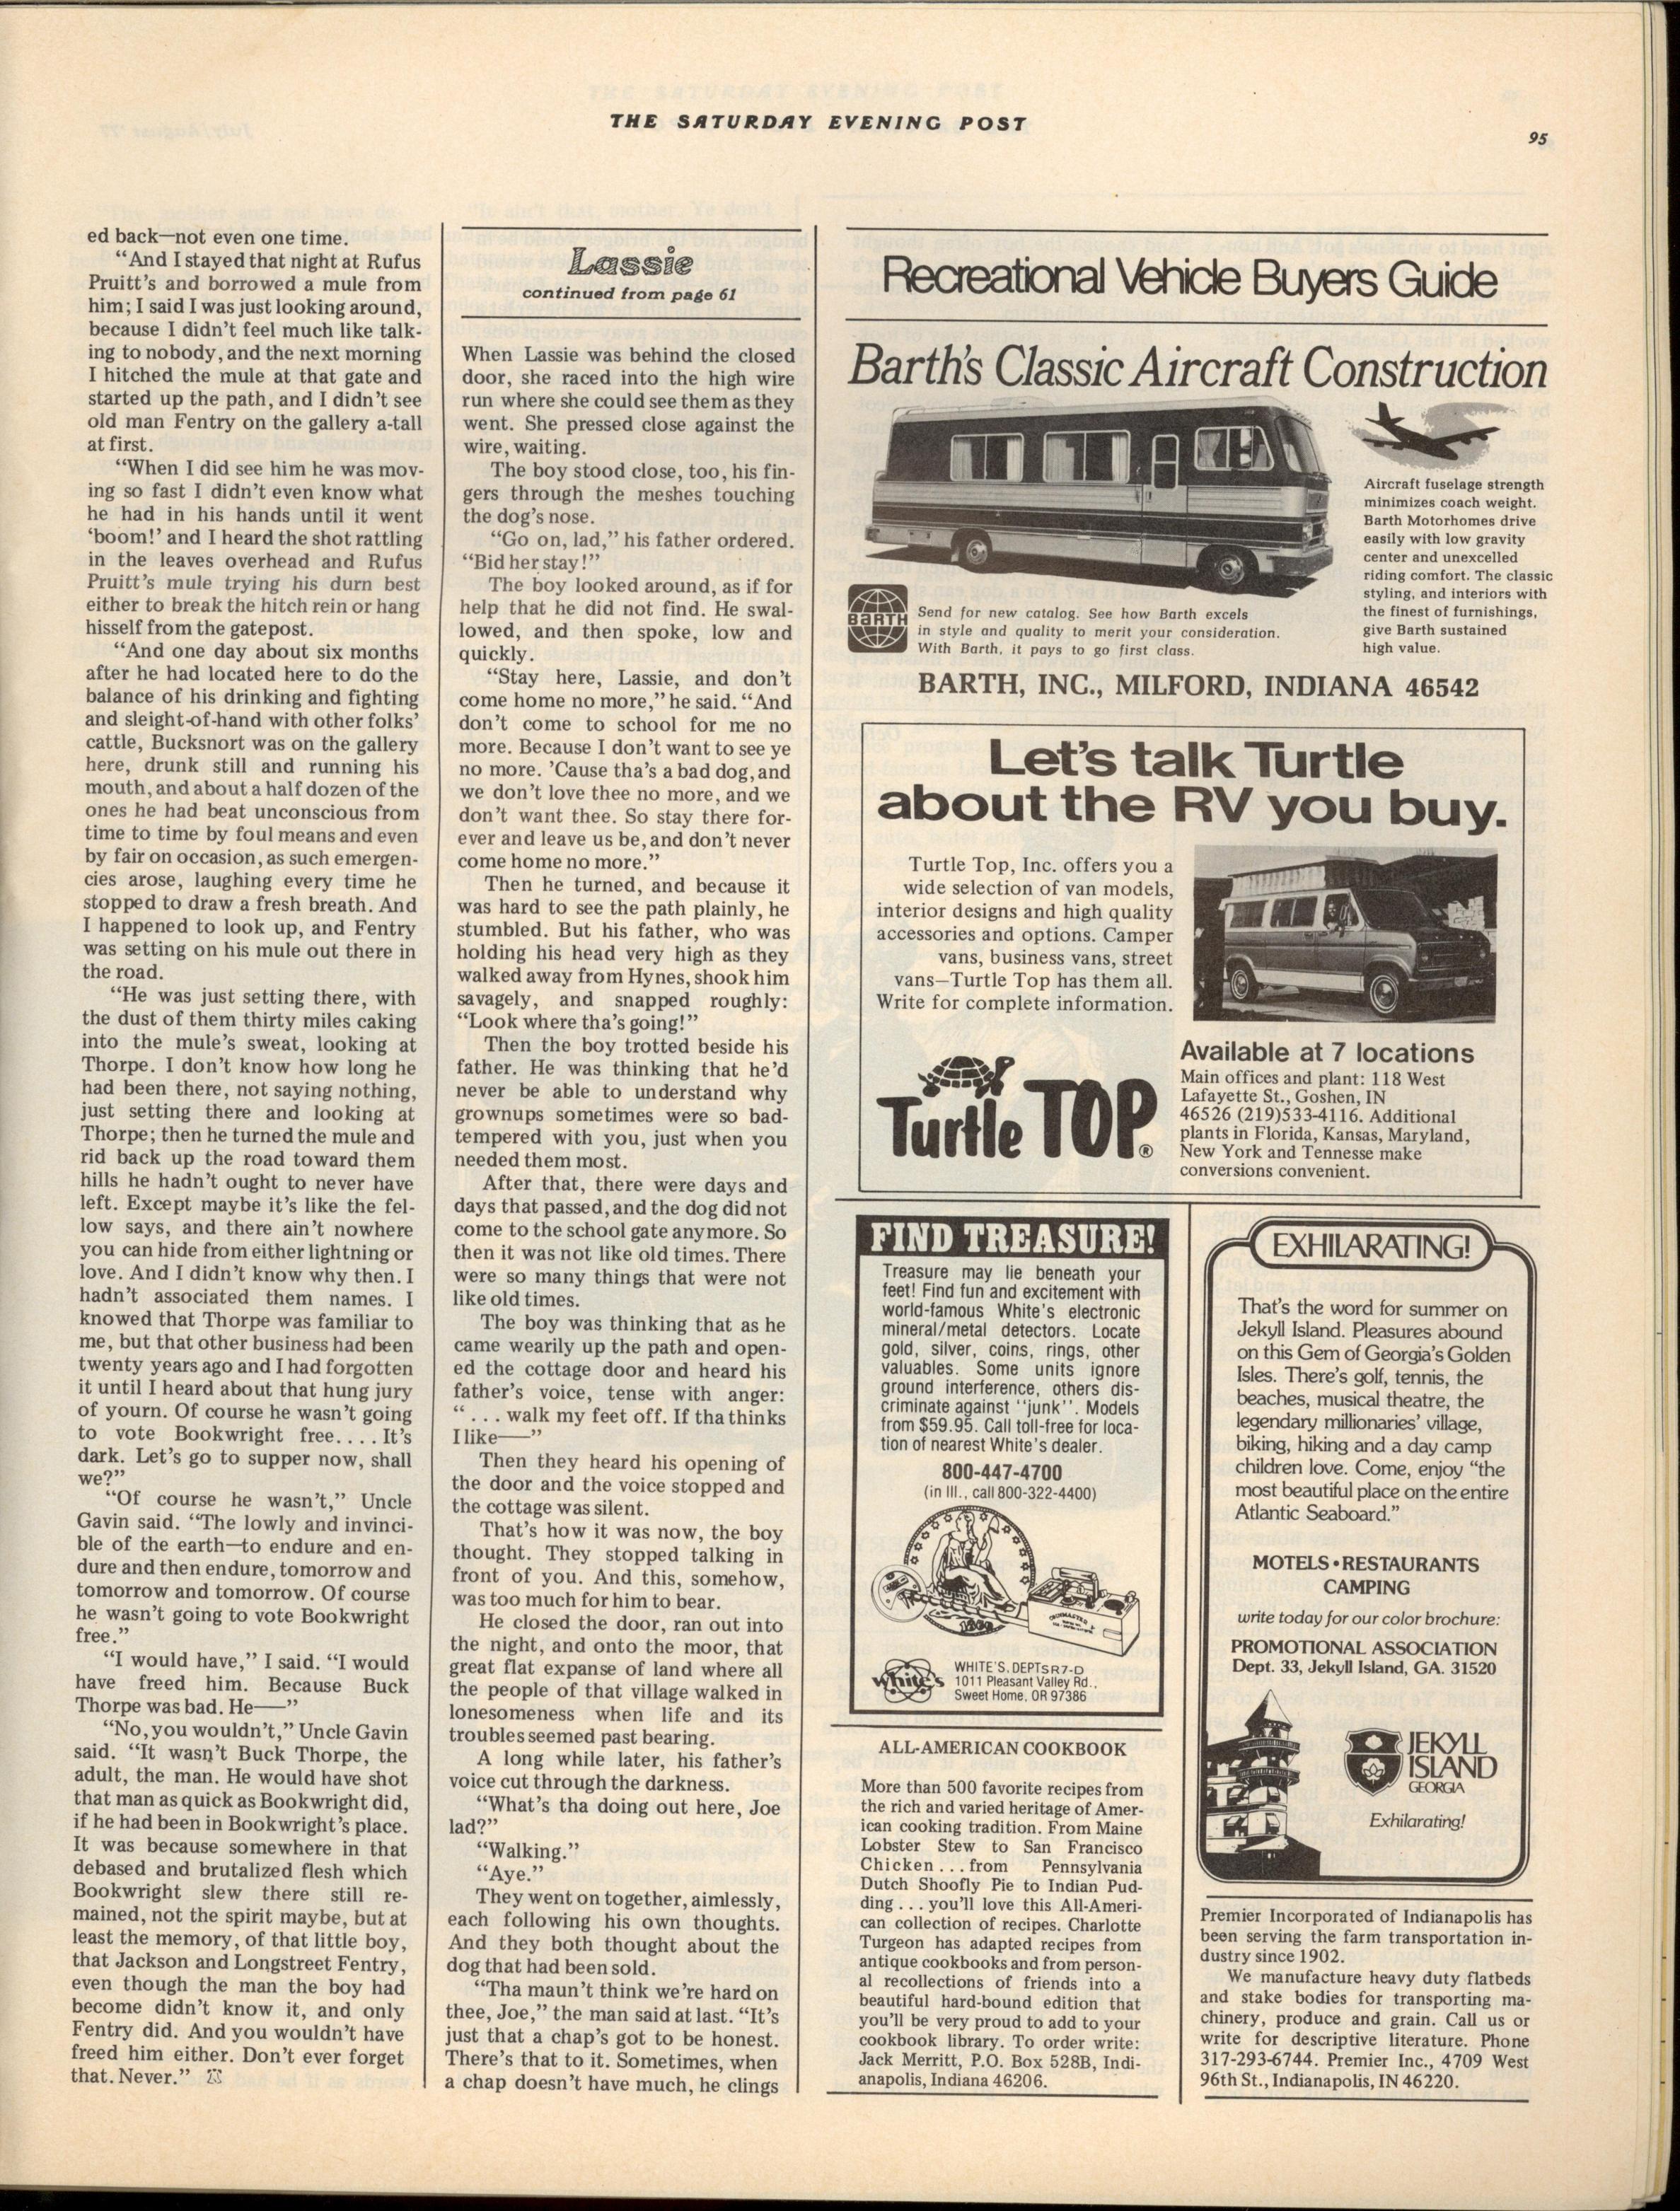 THE SATURDAY EVENING POST
95
ed back—not even one time.
“And I stayed that night at Rufus
Pruitt’s and borrowed a mule from
him; I said I was just looking around,
because I didn’t feel much like talk-
ing to nobody, and the next morning
I hitched the mule at that gate and
started up the path, and I didn’t see
old man Fentry on the gallery a-tall
at first.
“When I did see him he was mov-
ing so fast I didn’t even know what
he had in his hands until it went
‘boom!’ and I heard the shot rattling
in the leaves overhead and Rufus
Pruitt’s mule trying his durn best
either to break the hitch rein or hang
hisself from the gatepost.
“And one day about six months
after he had located here to do the
balance of his drinking and fighting
and sleight-of-hand with other folks’
cattle, Bucksnort was on the gallery
here, drunk still and running his
mouth, and about a half dozen of the
ones he had beat unconscious from
time to time by foul means and even
by fair on occasion, as such emergen-
cies arose, laughing every time he
stopped to draw a fresh breath. And
I happened to look up, and Fentry
was setting on his mule out there in
the road.
“He was just setting there, with
the dust of them thirty miles caking
into the mule’s sweat, looking at
Thorpe. I don’t know how long he
had been there, not saying nothing,
just setting there and looking at
Thorpe; then he turned the mule and
rid back up the road toward them
hills he hadn’t ought to never have
left. Except maybe it’s like the fel-
low says, and there ain’t nowhere
you can hide from either lightning or
love. And I didn’t know why then. I
hadn’t associated them names. I
knowed that Thorpe was familiar to
me, but that other business had been
twenty years ago and I had forgotten
it until I heard about that hung jury
of yourn. Of course he wasn’t going
to vote Bookwright free. . . . It’s
dark. Let’s go to supper now, shall
we?”
“Of course he wasn’t,” Uncle
Gavin said. “The lowly and invinci-
ble of the earth—to endure and en-
dure and then endure, tomorrow and
tomorrow and tomorrow. Of course
he wasn’t going to vote Bookwright
free.”
“I would have,” I said. “I would
have freed him. Because Buck
Thorpe was bad. He—”
“No, you wouldn’t,” Uncle Gavin
said. “It wasn’t Buck Thorpe, the
adult, the man. He would have shot
that man as quick as Bookwright did,
if he had been in Bookwright’s place.
It was because somewhere in that
debased and brutalized flesh which
Bookwright slew there still re-
mained, not the spirit maybe, but at
least the memory, of that little boy,
that Jackson and Longstreet Fentry,
even though the man the boy had
become didn’t know it, and only
Fentry did. And you wouldn’t have
freed him either. Don’t ever forget
that. Never.”
Lassie
continued from page 61
When Lassie was behind the closed
door, she raced into the high wire
run where she could see them as they
went. She pressed close against the
wire, waiting.
The boy stood close, too, his fin-
gers through the meshes touching
the dog’s nose.
“Go on, lad,” his father ordered.
“Bid her stay!”
The boy looked around, as if for
help that he did not find. He swal-
lowed, and then spoke, low and
quickly.
“Stay here, Lassie, and don’t
come home no more,” he said. “And
don’t come to school for me no
more. Because I don’t want to see ye
no more. ’Cause tha’s a bad dog, and
we don’t love thee no more, and we
don’t want thee. So stay there for-
ever and leave us be, and don’t never
come home no more.”
Then he turned, and because it
was hard to see the path plainly, he
stumbled. But his father, who was
holding his head very high as they
walked away from Hynes, shook him
savagely, and snapped roughly:
“Look where tha’s going!”
Then the boy trotted beside his
father. He was thinking that he’d
never be able to understand why
grownups sometimes were so bad-
tempered with you, just when you
needed them most.
After that, there were days and
days that passed, and the dog did not
come to the school gate anymore. So
then it was not like old times. There
were so many things that were not
like old times.
The boy was thinking that as he
came wearily up the path and open-
ed the cottage door and heard his
father’s voice, tense with anger:
“ . . . walk my feet off. If tha thinks
I like—”
Then they heard his opening of
the door and the voice stopped and
the cottage was silent.
That’s how it was now, the boy
thought. They stopped talking in
front of you. And this, somehow,
was too much for him to bear.
He closed the door, ran out into
the night, and onto the moor, that
great flat expanse of land where all
the people of that village walked in
lonesomeness when life and its
troubles seemed past bearing.
A long while later, his father’s
voice cut through the darkness.
“What’s tha doing out here, Joe
lad?”
“Walking.”
“Aye.”
They went on together, aimlessly,
each following his own thoughts.
And they both thought about the
dog that had been sold.
“Tha maun’t think we’re hard on
thee, Joe,” the man said at last. “It’s
just that a chap’s got to be honest.
There’s that to it. Sometimes, when
a chap doesn’t have much, he clings
Recreational Vehicle Buyers Guide
Barth’s Classic Aircraft Construction
Aircraft fuselage strength
minimizes coach weight.
Barth Motorhomes drive
easily with low gravity
center and unexcelled
riding comfort. The classic
styling, and interiors with
the finest of furnishings,
give Barth sustained
high value.
BARTH
Send for new catalog. See how Barth excels
in style and quality to merit your consideration.
With Barth, it pays to go first class.
BARTH, INC., MILFORD, INDIANA 46542
Let’s talk Turtle
about the RV you buy.
Turtle Top, Inc. offers you a
wide selection of van models,
interior designs and high quality
accessories and options. Camper
vans, business vans, street
vans—Turtle Top has them all.
Write for complete information.
Turtle TOP®
Available at 7 locations
Main offices and plant: 118 West
Lafayette St., Goshen, IN
46526 (219)533-4116. Additional
plants in Florida, Kansas, Maryland,
New York and Tennesse make
conversions convenient.
FIND TREASURE!
Treasure may lie beneath your
feet! Find fun and excitement with
world-famous White’s electronic
mineral/metal detectors. Locate
gold, silver, coins, rings, other
valuables. Some units ignore
ground interference, others dis-
criminate against ‘‘junk’’. Models
from $59.95. Call toll-free for loca-
tion of nearest White’s dealer.
800-447-4700
(in Ill., call 800-322-4400)
COINMASTER
White’s
WHITE’S, DEPT SR7-D
1011 Pleasant Valley Rd.,
Sweet Home, OR 97386
ALL-AMERICAN COOKBOOK
More than 500 favorite recipes from
the rich and varied heritage of Amer-
ican cooking tradition. From Maine
Lobster Stew to San Francisco
Chicken . . . from Pennsylvania
Dutch Shoofly Pie to Indian Pud-
ding . . . you’ll love this All-Ameri-
can collection of recipes. Charlotte
Turgeon has adapted recipes from
antique cookbooks and from person-
al recollections of friends into a
beautiful hard-bound edition that
you’ll be very proud to add to your
cookbook library. To order write:
Jack Merritt, P.O. Box 528B, Indi-
anapolis, Indiana 46206.
EXHILARATING!
That’s the word for summer on
Jekyll Island. Pleasures abound
on this Gem of Georgia’s Golden
Isles. There’s golf, tennis, the
beaches, musical theatre, the
legendary millionaries’ village,
biking, hiking and a day camp
children love. Come, enjoy “the
most beautiful place on the entire
Atlantic Seaboard.”
MOTELS • RESTAURANTS
CAMPING
write today for our color brochure:
PROMOTIONAL ASSOCIATION
Dept. 33, Jekyll Island, GA. 31520
JEKYLL
ISLAND
GEORGIA
Exhilarating!
Premier Incorporated of Indianapolis has
been serving the farm transportation in-
dustry since 1902.
We manufacture heavy duty flatbeds
and stake bodies for transporting ma-
chinery, produce and grain. Call us or
write for descriptive literature. Phone
317-293-6744. Premier Inc., 4709 West
96th St., Indianapolis, IN 46220.